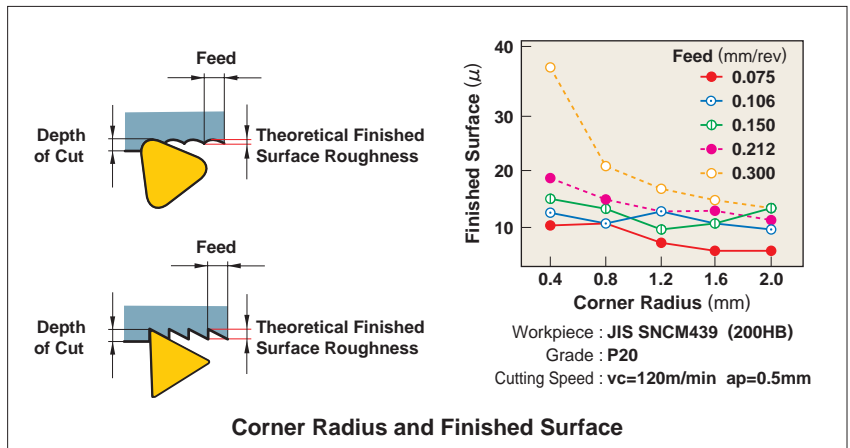 Feed
Depth
of Cut
Theoretical Finished
Surface Roughness
Feed
Depth
of Cut
Theoretical Finished
Surface Roughness
Finished Surface (μ)
40
30
20
10
Feed (mm/rev)
0.075
0.106
0.150
0.212
0.300
0.4 0.8 1.2 1.6 2.0
Corner Radius (mm)
Workpiece : JIS SNCM439 (200HB)
Grade : P20
Cutting Speed : vc=120m/min ap=0.5mm
Corner Radius and Finished Surface